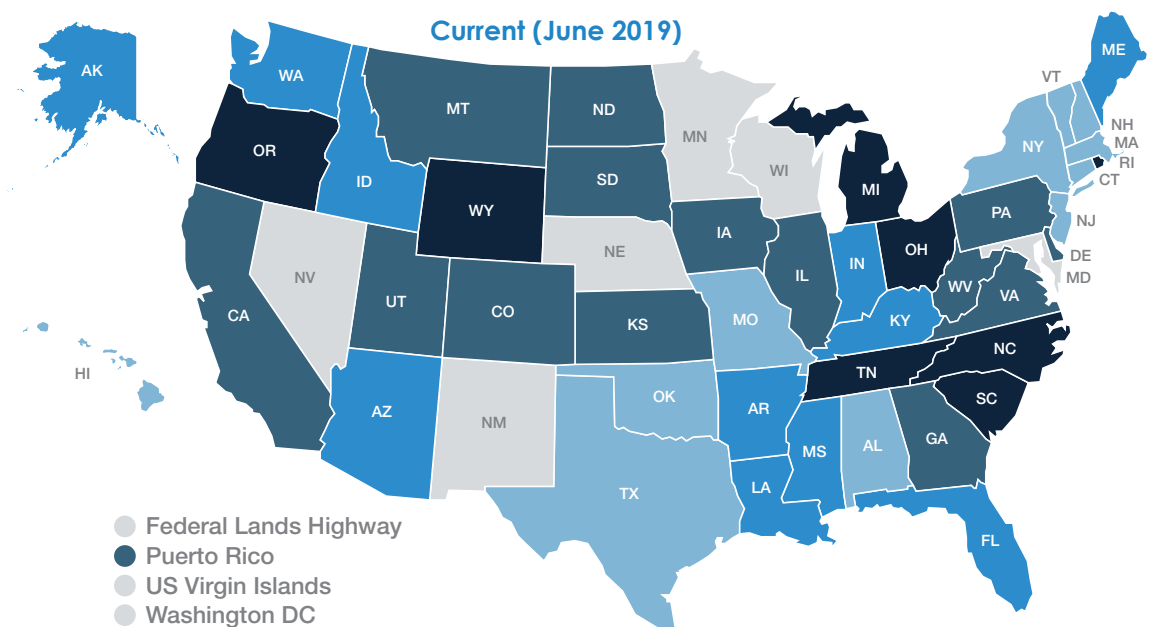 Current (June 2019)
AK
WA
MT
ND
MN
ME
VT
NH
MA
RI
CT
NY
OR
ID
SD
WI
MI
WY
IA
PA
NJ
NE
IL
IN
OH
DE
MD
NV
UT
CO
KS
MO
WV
VA
CA
KY
HI
TN
NC
AZ
NM
OK
AR
SC
MS
AL
GA
TX
LA
FL
Federal Lands Highway
Puerto Rico
US Virgin Islands
Washington DC